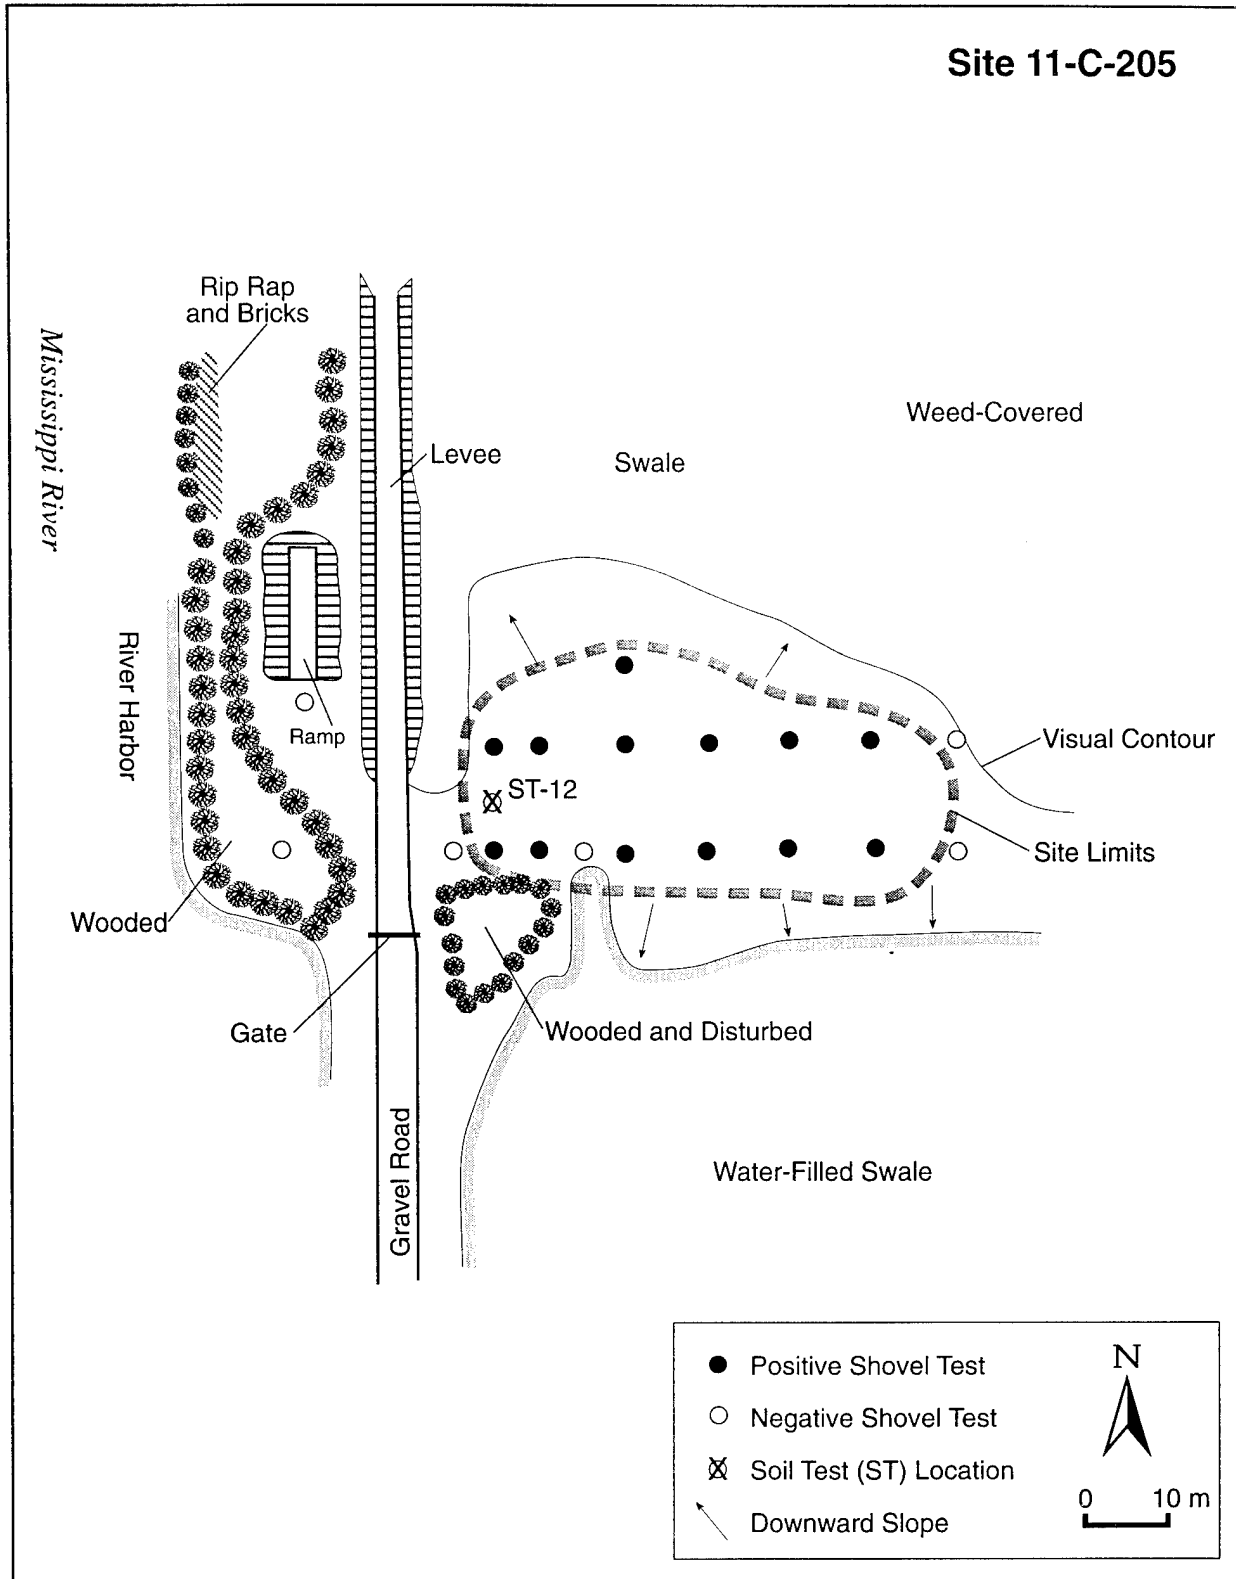 Site 11-C-205
Rip Rap
and Bricks
Mississippi River
Weed-Covered
Levee
Swale
River Harbor
Ramp
Visual Contour
ST-12
Site Limits
Wooded
Gate
Wooded and Disturbed
Gravel Road
Water-Filled Swale
Positive Shovel Test
Negative Shovel Test
Soil Test (ST) Location
Downward Slope
N
0 10 m